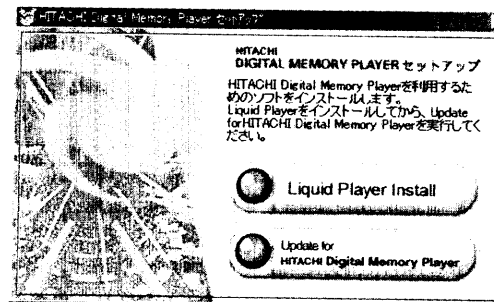 HITACHI Digital Memory Player セットアップ
HITACHI
DIGITAL MEMORY PLAYER セットアップ
HITACHI Digital Memory Playerを利用するた
めのソフトをインストールします。
Liquid Playerをインストールしてから、Update
forHITACHI Digital Memory Playerを実行してく
ださい。
Liquid Player Install
Update for
HITACHI Digital Memory Player